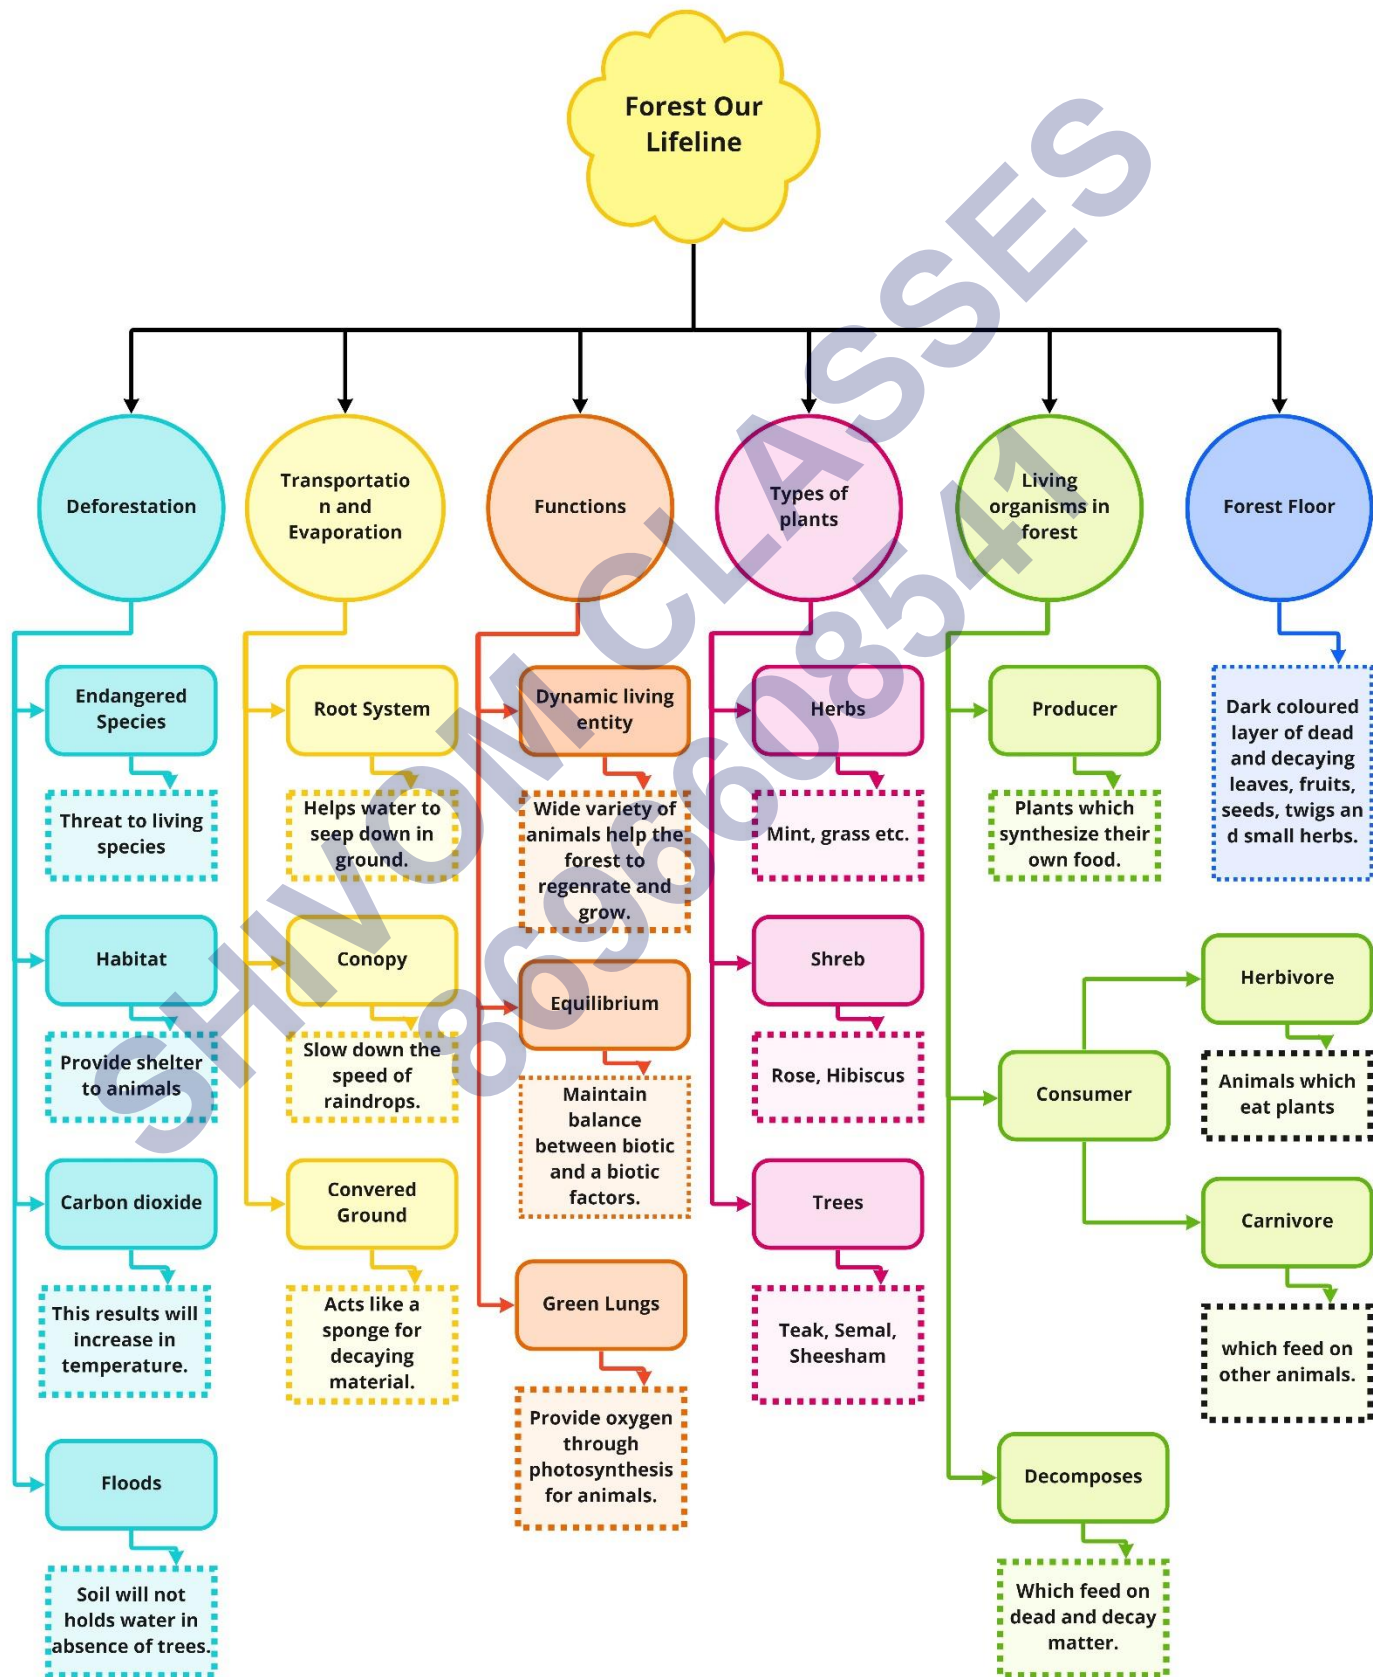 Forest Our
Lifeline
Deforestation
Transportatio
n and
Evaporation
Functions
Types of
plants
Living
organisms in
forest
Forest Floor
Endangered
Species
Threat to living
species
Habitat
Provide shelter
to animals
Carbon dioxide
This results will
increase in
temperature.
Floods
Soil will not
holds water in
absence of trees.
Root System
Helps water to
seep down in
ground.
Conopy
Slow down the
speed of
raindrops.
Convered
Ground
Acts like a
sponge for
decaying
material.
Dynamic living
entity
Wide variety of
animals help the
forest to
regenrate and
grow.
Equilibrium
Maintain
balance
between biotic
and a biotic
factors.
Green Lungs
Provide oxygen
through
photosynthesis
for animals.
Herbs
Mint, grass etc.
Shreb
Rose, Hibiscus
Trees
Teak, Semal,
Sheesham
Producer
Plants which
synthesize their
own food.
Consumer
Herbivore
Animals which
eat plants
Carnivore
which feed on
other animals.
Decomposes
Which feed on
dead and decay
matter.
Dark coloured
layer of dead
and decaying
leaves, fruits,
seeds, twigs an
d small herbs.
SHIVOM CLASSES
8696608541